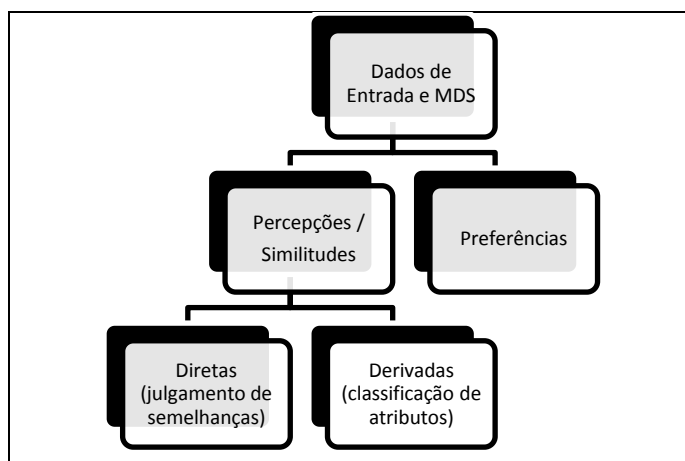 Dados de
Entrada e MDS
Percepções /
Similitudes
Preferências
Diretas
(julgamento de
semelhanças)
Derivadas
(classificação de
atributos)